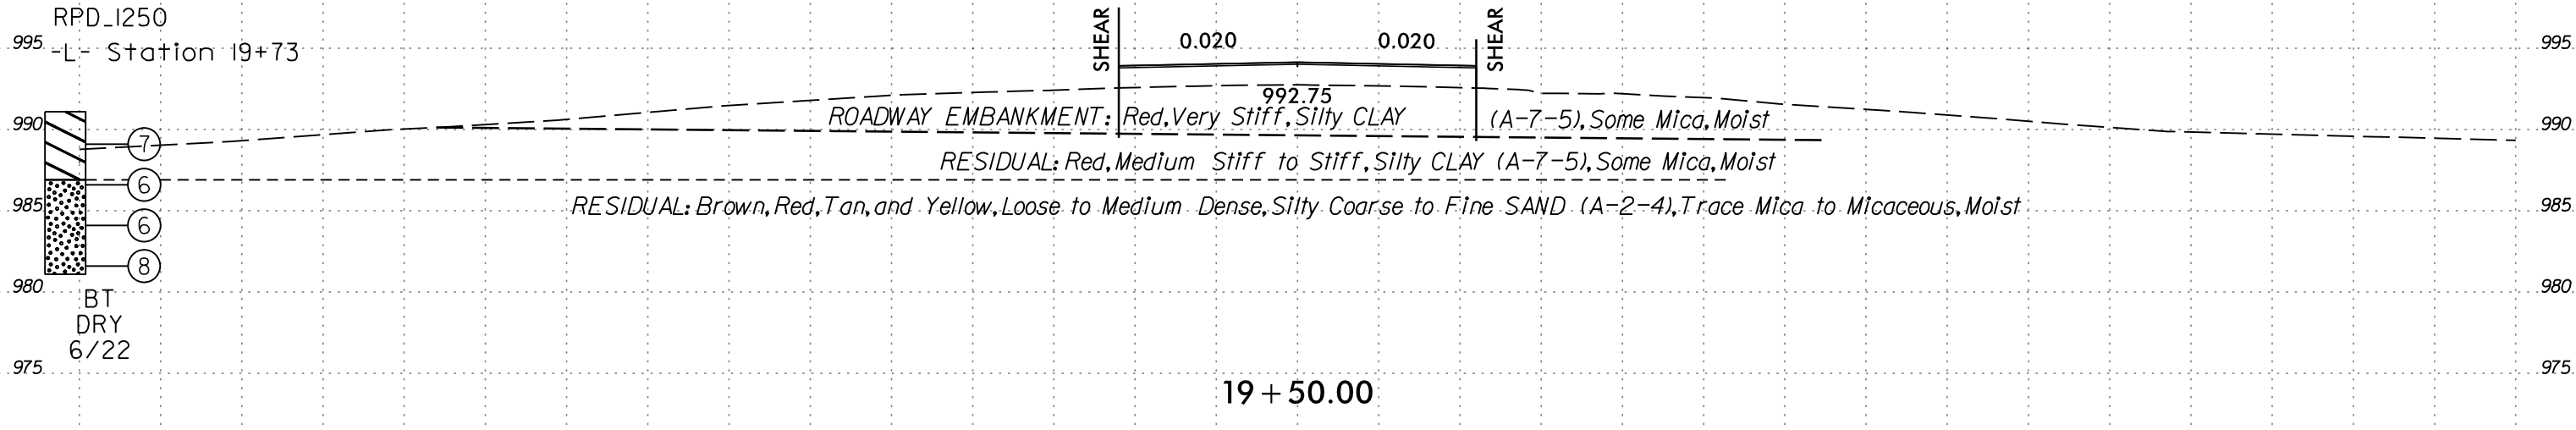 RPD_1250
-L- Station 19+73
SHEAR
0.020
0.020
SHEAR
995
995
992.75
ROADWAY EMBANKMENT: Red, Very Stiff, Silty CLAY (A-7-5), Some Mica, Moist
990
990
7
RESIDUAL: Red, Medium Stiff to Stiff, Silty CLAY (A-7-5), Some Mica, Moist
6
RESIDUAL: Brown, Red, Tan, and Yellow, Loose to Medium Dense, Silty Coarse to Fine SAND (A-2-4), Trace Mica to Micaceous, Moist
985
985
6
8
980
980
BT
DRY
6/22
975
975
19+50.00